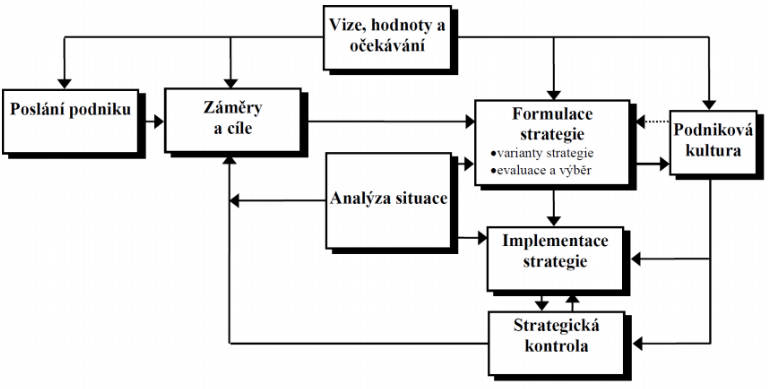 Vize, hodnoty a
očekávání
Poslání podniku
Záměry
a cíle
Formulace
strategie
•varianty strategie
•evaluace a výběr
Podniková
kultura
Analýza situace
Implementace
strategie
Strategická
kontrola